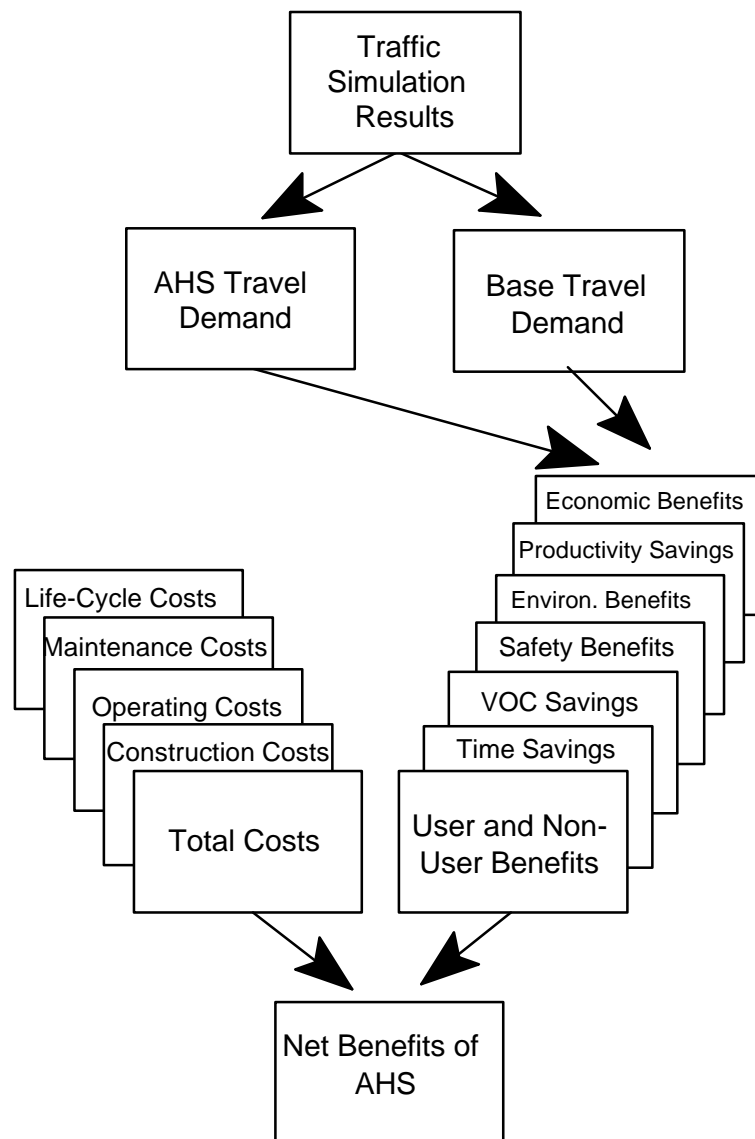 Traffic
Simulation
Results
AHS Travel
Demand
Base Travel
Demand
Economic Benefits
Productivity Savings
Environ. Benefits
Safety Benefits
VOC Savings
Time Savings
User and Non-
User Benefits
Life-Cycle Costs
Maintenance Costs
Operating Costs
Construction Costs
Total Costs
Net Benefits of
AHS